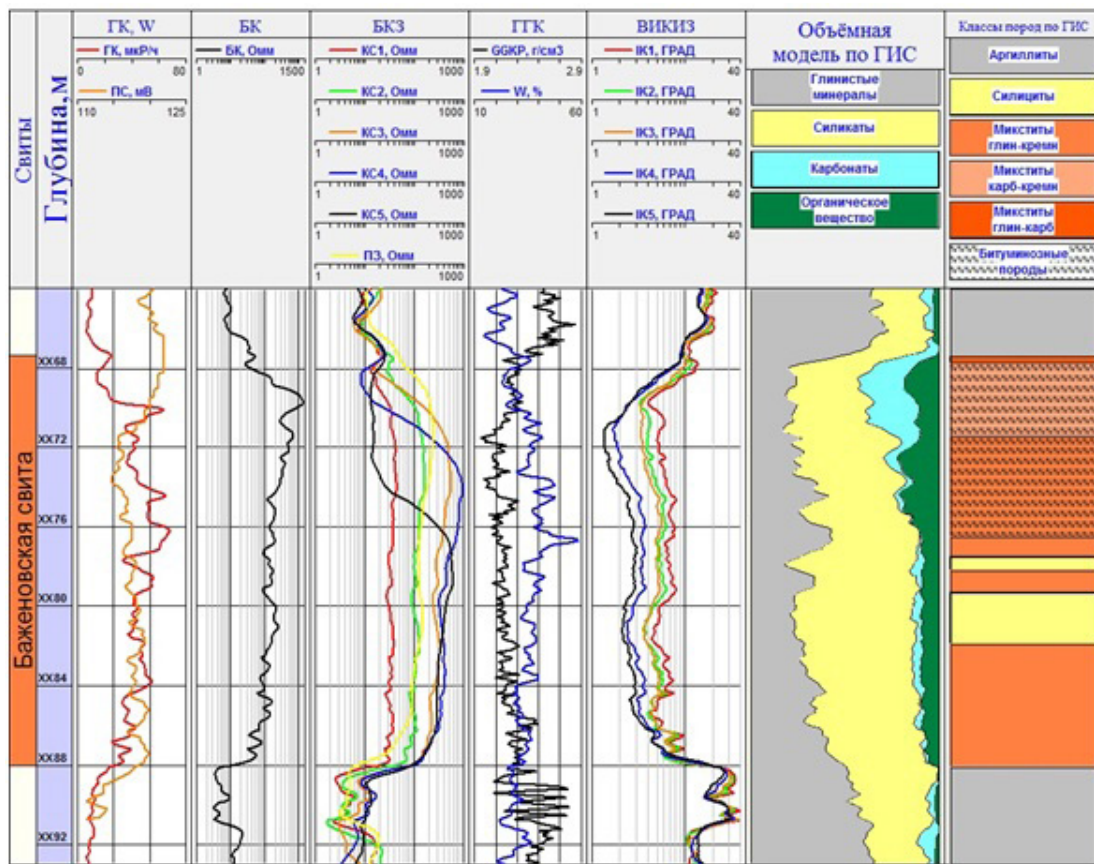 Свиты
Глубина,м
ГК, W
ГК, мкР/ч
0 80
ПС, мВ
110 125
БК
БК, Омм
1 1500
БКЗ
КС1, Омм
1 1000
КС2, Омм
1 1000
КС3, Омм
1 1000
КС4, Омм
1 1000
КС5, Омм
1 1000
ПЗ, Омм
1 1000
ГГК
GGKP, г/см3
1.9 2.9
W, %
10 60
ВИКИЗ
IK1, ГРАД
1 40
IK2, ГРАД
1 40
IK3, ГРАД
1 40
IK4, ГРАД
1 40
IK5, ГРАД
1 40
Объёмная
модель по ГИС
Глинистые
минералы
Силикаты
Карбонаты
Органическое
вещество
Классы пород по ГИС
Аргиллиты
Силициты
Микститы
глин-кремн
Микститы
карб-кремн
Микститы
глин-карб
Битуминозные
породы
Баженовская свита
XX68
XX72
XX76
XX80
XX84
XX88
XX92